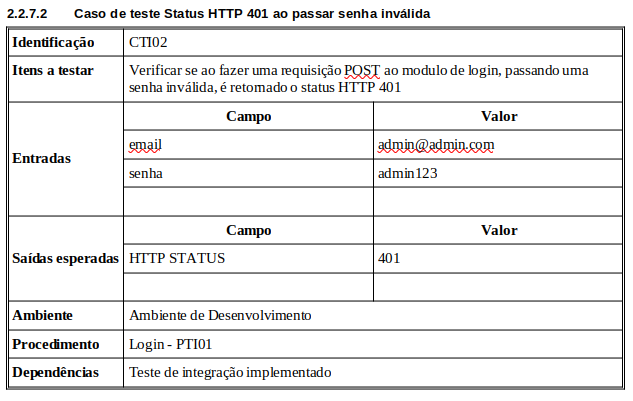 2.2.7.2 Caso de teste Status HTTP 401 ao passar senha inválida
Identificação CTI02
Itens a testar Verificar se ao fazer uma requisição POST ao modulo de login, passando uma
senha inválida, é retornado o status HTTP 401
Entradas
Campo Valor
email admin@admin.com
senha admin123
Saídas esperadas
Campo Valor
HTTP STATUS 401
Ambiente Ambiente de Desenvolvimento
Procedimento Login - PTI01
Dependências Teste de integração implementado